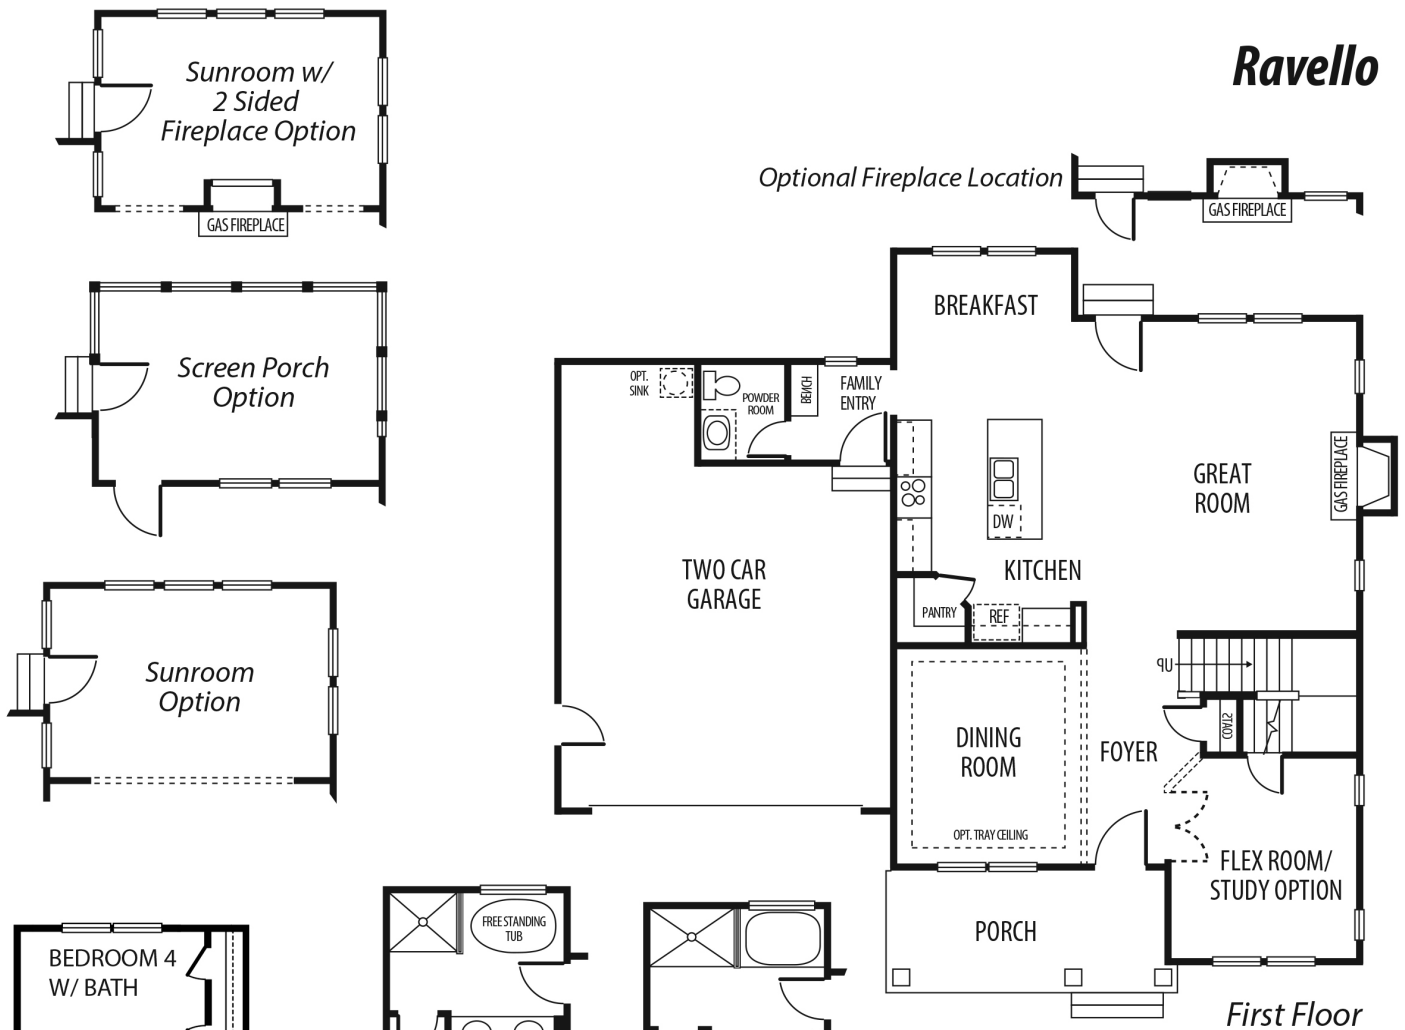 Ravello
Sunroom w/
2 Sided
Fireplace Option
GAS FIREPLACE
Optional Fireplace Location
GAS FIREPLACE
Screen Porch
Option
Sunroom
Option
BREAKFAST
OPT.
SINK
POWDER
ROOM
BENCH
FAMILY
ENTRY
GREAT
ROOM
GAS FIREPLACE
DW
TWO CAR
GARAGE
KITCHEN
PANTRY
REF
UP
COATS
DINING
ROOM
FOYER
OPT. TRAY CEILING
FLEX ROOM/
STUDY OPTION
PORCH
FREE STANDING
TUB
BEDROOM 4
W/ BATH
First Floor